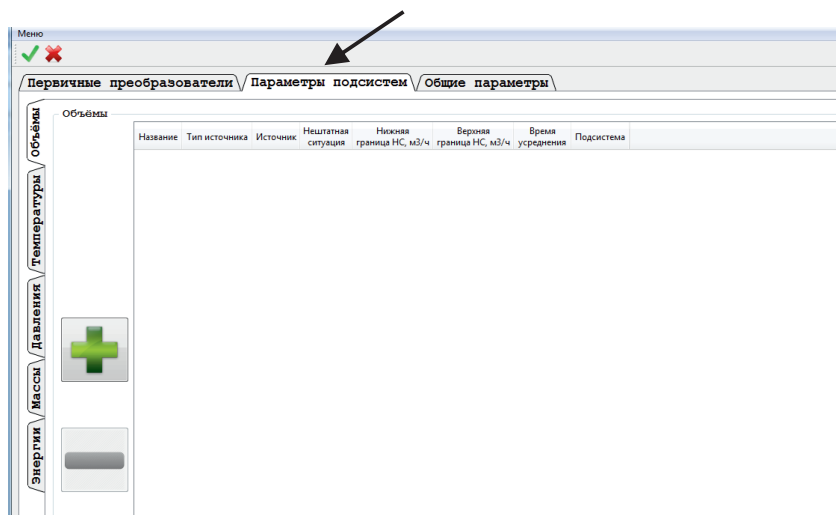 Меню
Первичные преобразователи Параметры подсистем Общие параметры
Объёмы
Температуры
Давления
Массы
Энергии
Объёмы
Название Тип источника Источник Нештатная ситуация Нижняя граница НС, м3/ч Верхняя граница НС, м3/ч Время усреднения Подсистема